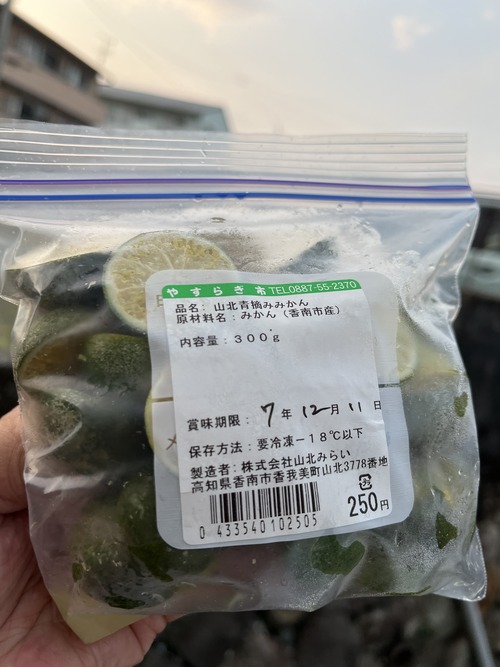 やすらぎ市 TEL0887-55-2370
品名: 山北青摘みみかん
原材料名: みかん (香南市産)
内容量: 300g
賞味期限: 7年 12月 11日
保存方法: 要冷凍-18℃以下
製造者: 株式会社山北みらい
高知県香南市香我美町山北3778番地
250円
0 433540 102505